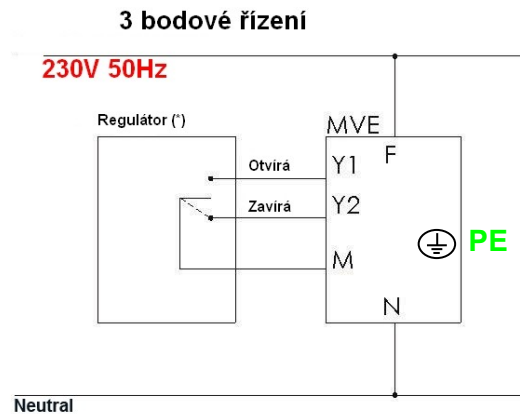 3 bodové řízení
230V 50Hz
Regulátor (*)
MVE
Otvírá
Y1
F
Zavírá
Y2
PE
M
N
Neutral